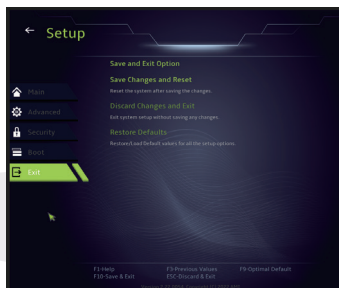 Setup
Save and Exit Option
Save Changes and Reset
Reset the system after saving the changes.
Main
Discard Changes and Exit
Advanced
Exit system setup without saving any changes.
Security
Restore Defaults
Restore/Load Default values for all the setup options.
Boot
Exit
F1-Help F3-Previous Values F9-Optimal Default
F10-Save & Exit ESC-Discard & Exit